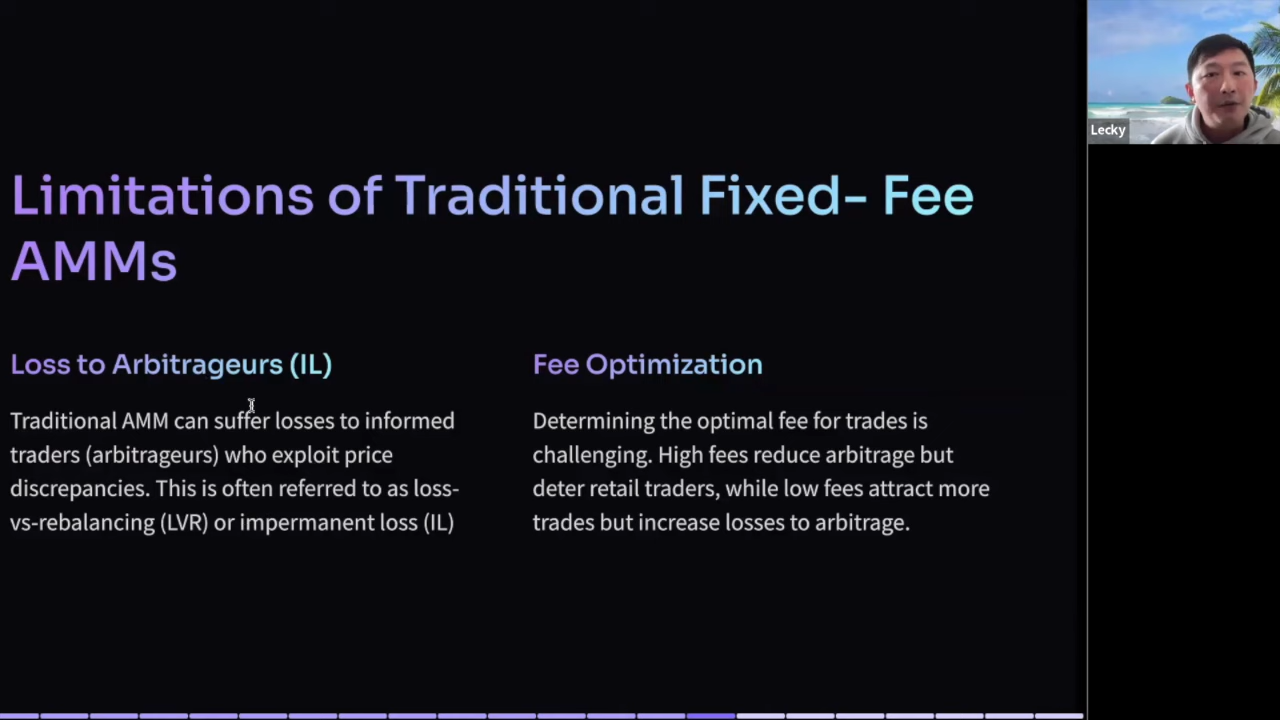 Limitations of Traditional Fixed- Fee
AMMs
Loss to Arbitrageurs (IL)
Traditional AMM can suffer losses to informed
traders (arbitrageurs) who exploit price
discrepancies. This is often referred to as loss-
vs-rebalancing (LVR) or impermanent loss (IL)
Fee Optimization
Determining the optimal fee for trades is
challenging. High fees reduce arbitrage but
deter retail traders, while low fees attract more
trades but increase losses to arbitrage.
Lecky